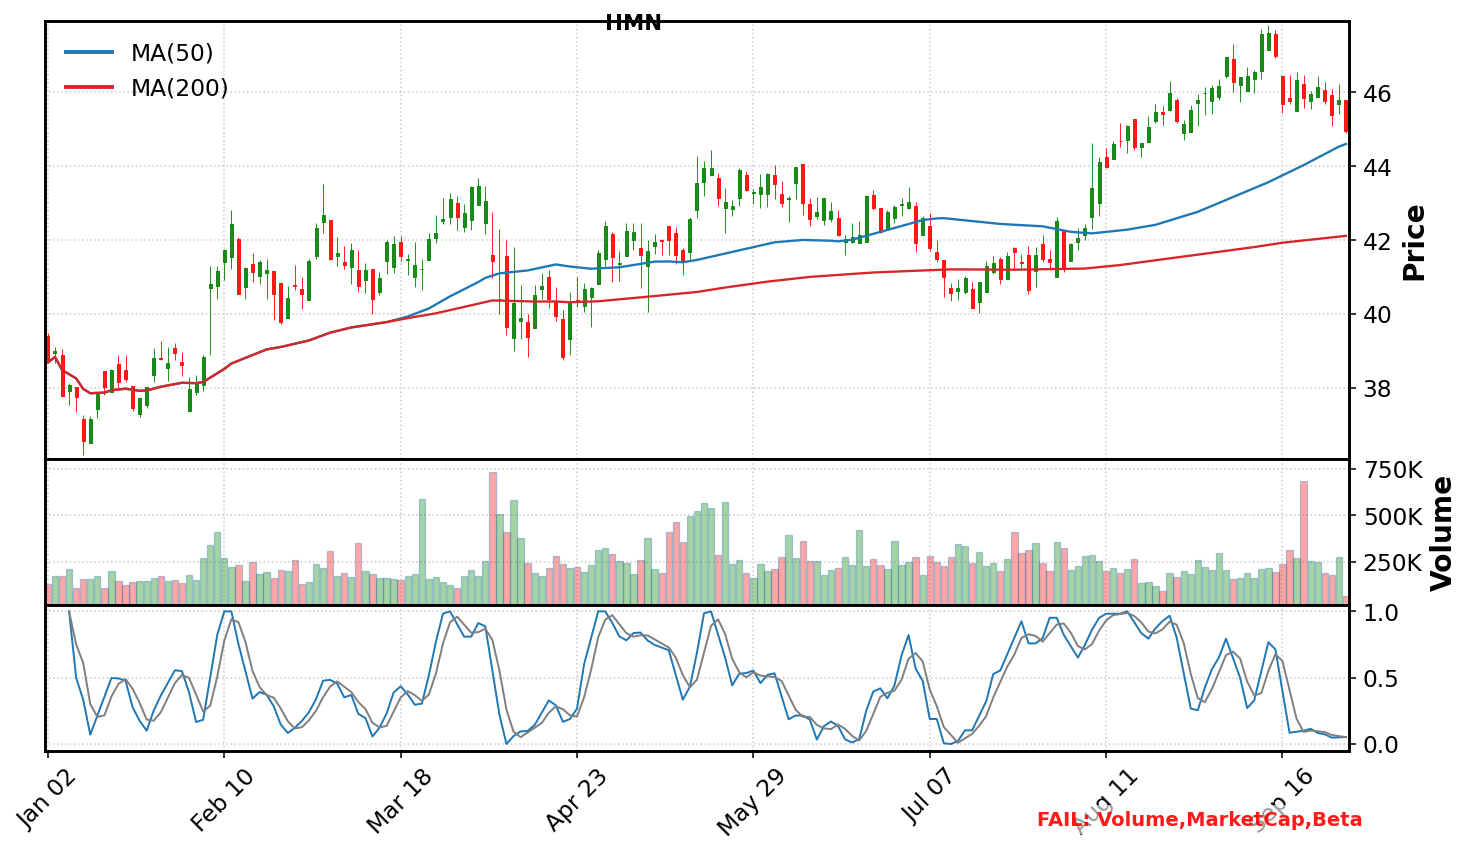 HMN
MA(50)
MA(200)
46
44
42
40
38
Price
750K
500K
250K
Volume
1.0
0.5
0.0
Jan 02
Feb 10
Mar 18
Apr 23
May 29
Jul 07
Aug 11
Sep 16
FAIL: Volume,MarketCap,Beta